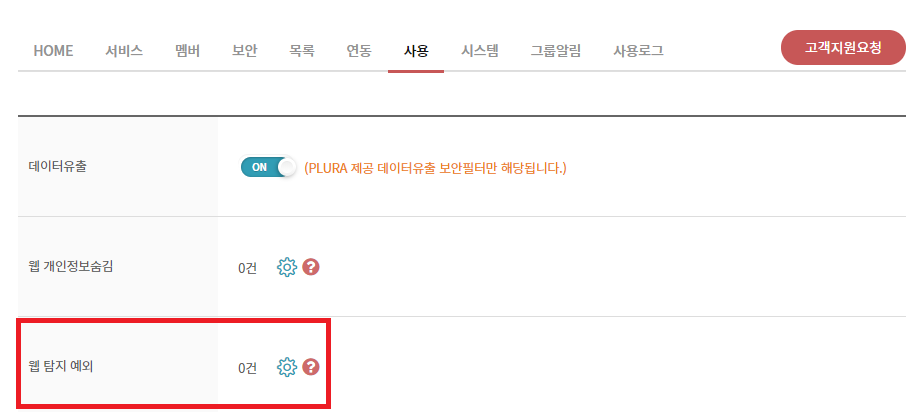 HOME 서비스 멤버 보안 목록 연동 사용 시스템 그룹알림 사용로그 고객지원요청
데이터유출 ON (PLURA 제공 데이터유출 보안필터만 해당됩니다.)
웹 개인정보숨김 0건 ?
웹 탐지 예외 0건 ?